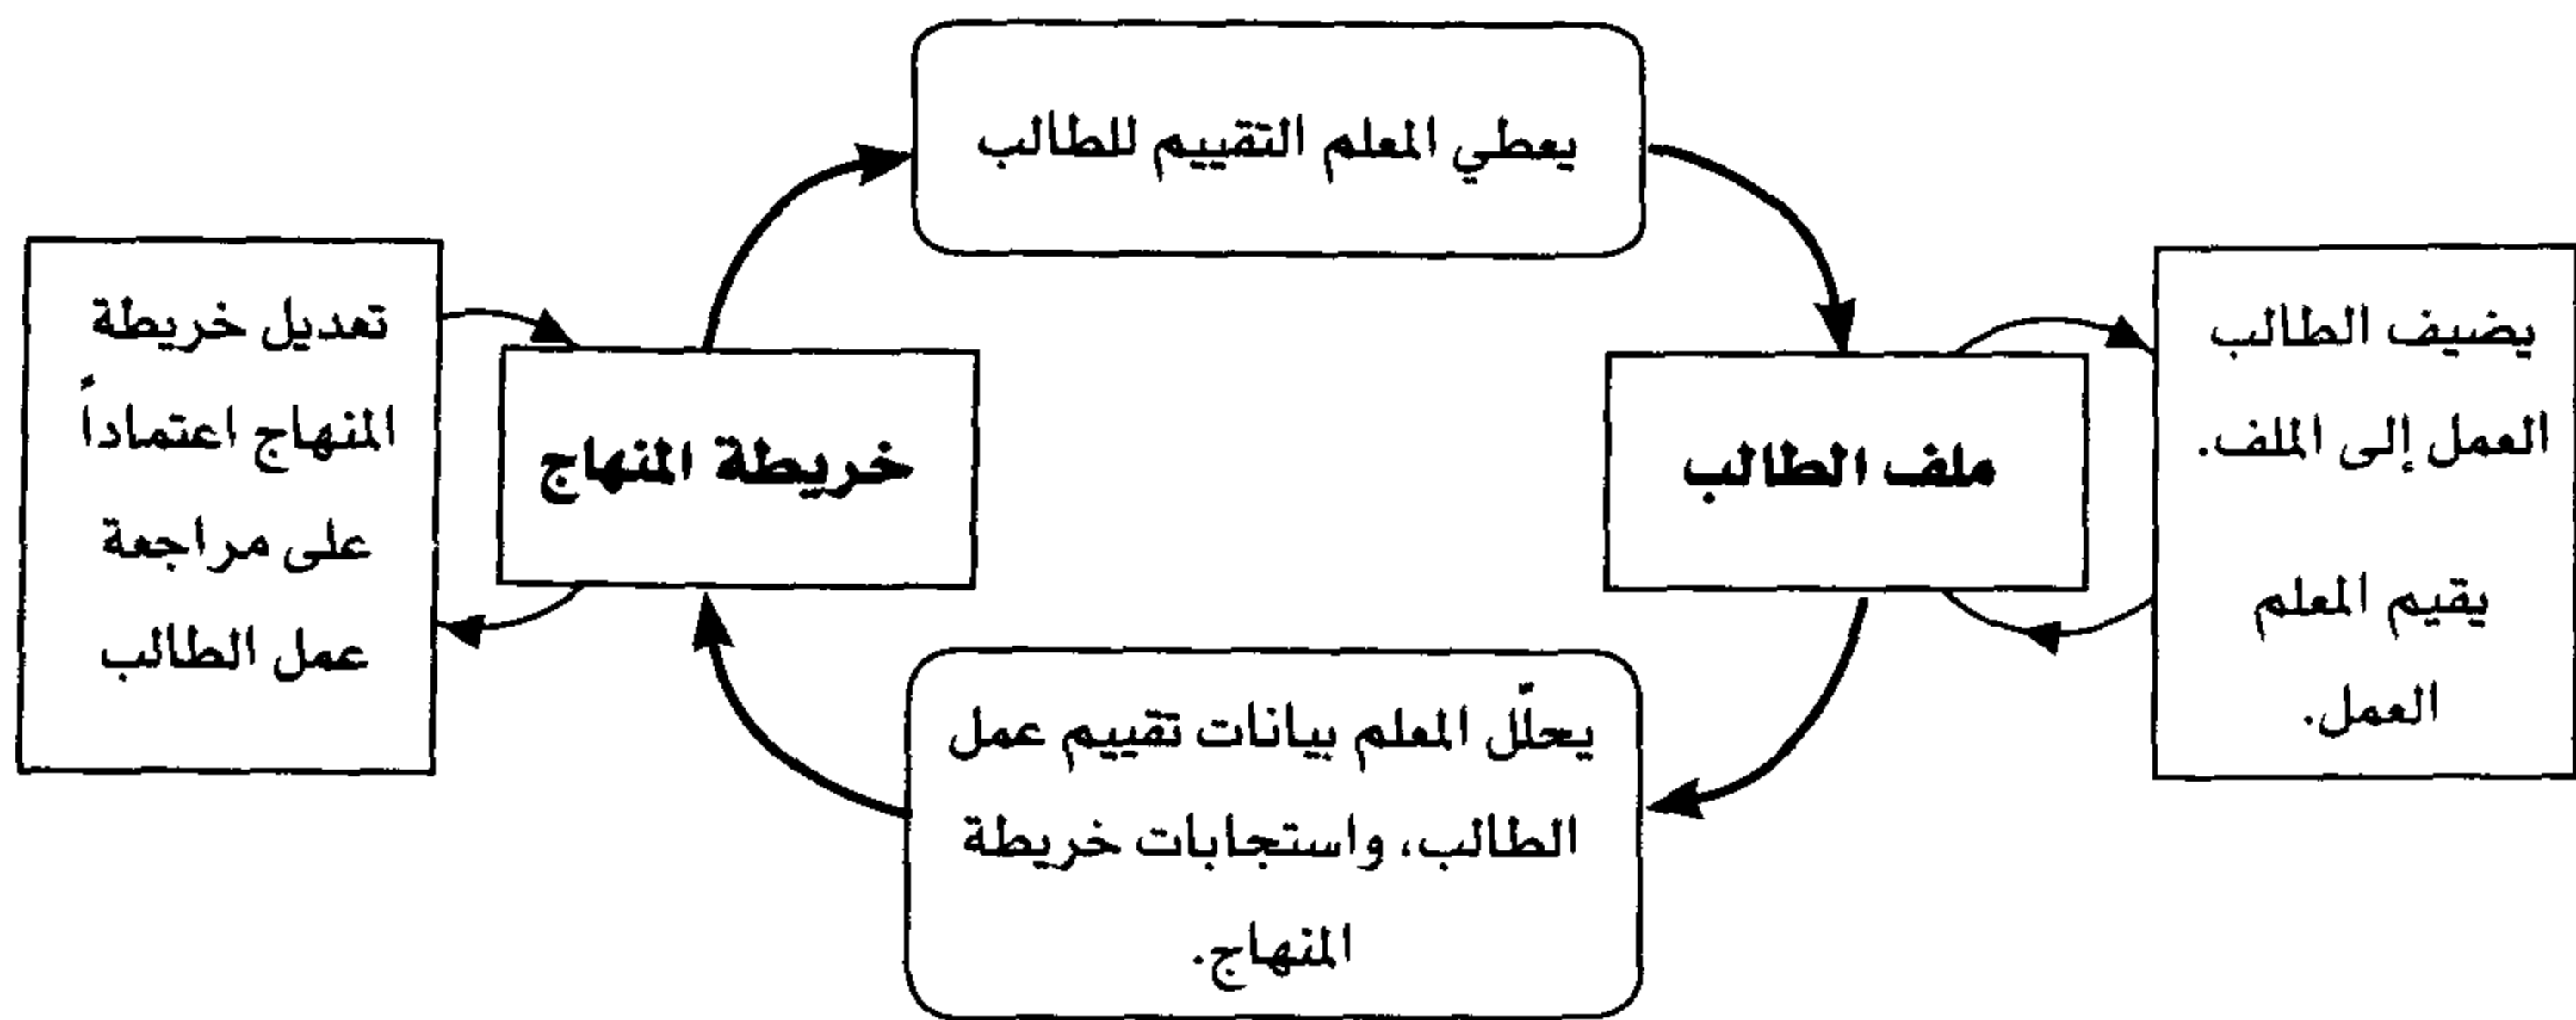 يعطي المعلم التقييم للطالب
يضيف الطالب
العمل إلى الملف.
يقيم المعلم
العمل.
ملف الطالب
خريطة المنهاج
تعديل خريطة
المنهاج اعتماداً
على مراجعة
عمل الطالب
يحلّل المعلم بيانات تقييم عمل
الطالب، واستجابات خريطة
المنهاج.